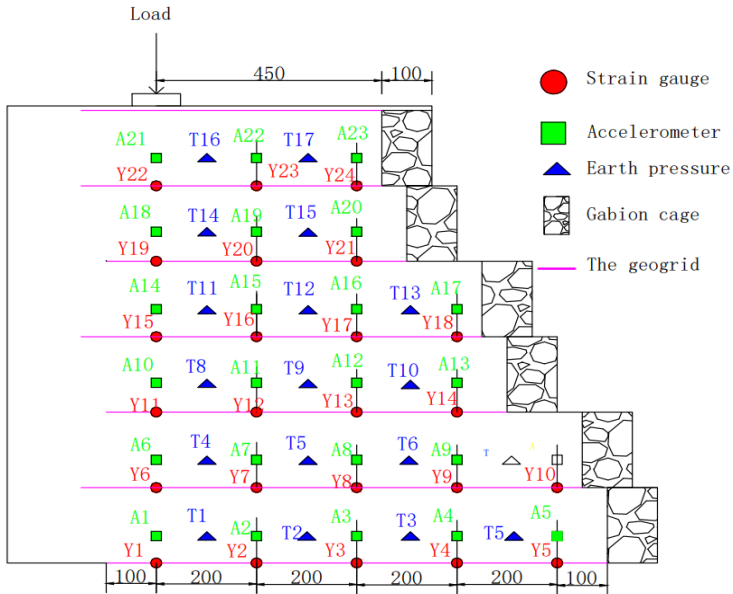 Load
450 100
Strain gauge
Accelerometer
Earth pressure
Gabion cage
The geogrid
A21 T16 A22 T17 A23
Y22 Y23 Y24
A18 T14 A19 T15 A20
Y19 Y20 Y21
A14 T11 A15 T12 A16 T13 A17
Y15 Y16 Y17 Y18
A10 T8 A11 T9 A12 T10 A13
Y11 Y12 Y13 Y14
A6 T4 A7 T5 A8 T6 A9 T A
Y6 Y7 Y8 Y9 Y10
A1 T1 A2 T2 A3 T3 A4 T5 A5
Y1 Y2 Y3 Y4 Y5
100 200 200 200 200 100